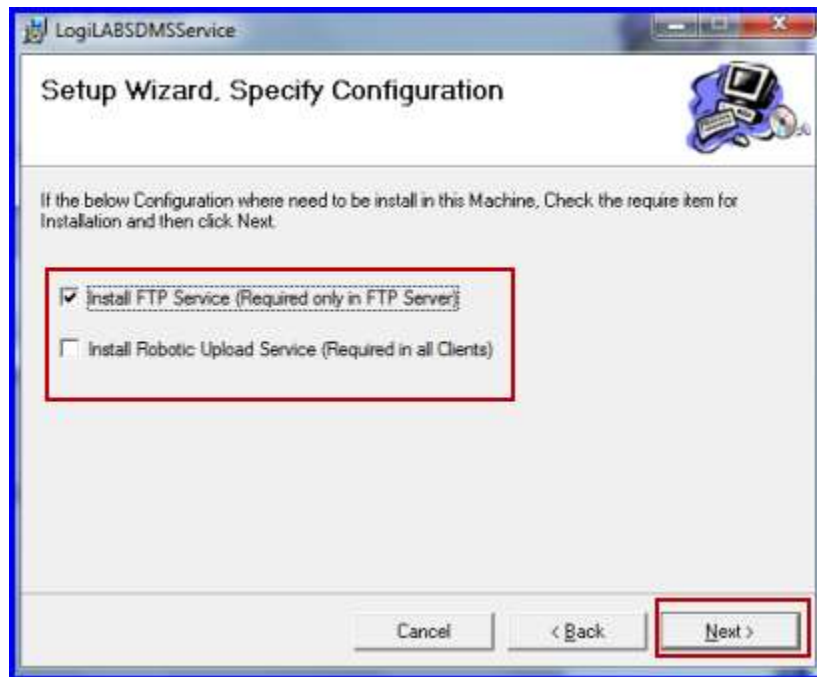 LogiLABSDMSService
Setup Wizard, Specify Configuration
If the below Configuration where need to be install in this Machine, Check the require item for
Installation and then click Next.
Install FTP Service (Required only in FTP Server)
Install Robotic Upload Service (Required in all Clients)
Cancel
< Back
Next >